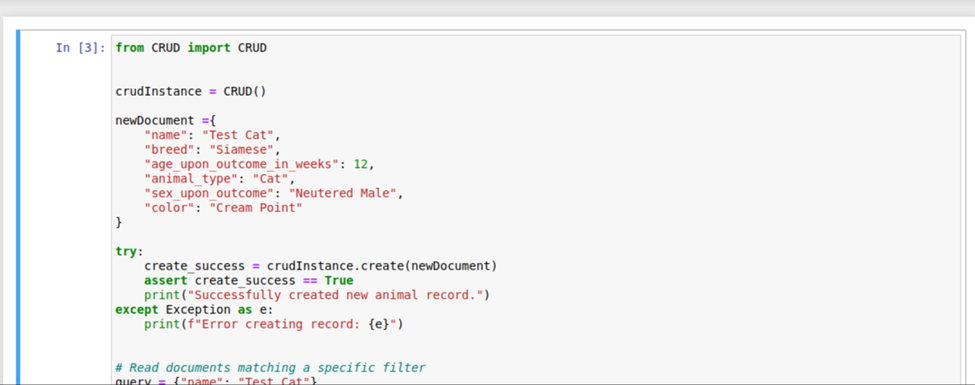 In [3]:
from CRUD import CRUD
crudInstance = CRUD()
newDocument ={
    "name": "Test Cat",
    "breed": "Siamese",
    "age_upon_outcome_in_weeks": 12,
    "animal_type": "Cat",
    "sex_upon_outcome": "Neutered Male",
    "color": "Cream Point"
}
try:
    create_success = crudInstance.create(newDocument)
    assert create_success == True
    print("Successfully created new animal record.")
except Exception as e:
    print(f"Error creating record: {e}")
# Read documents matching a specific filter
query = {"name": "Test Cat"}